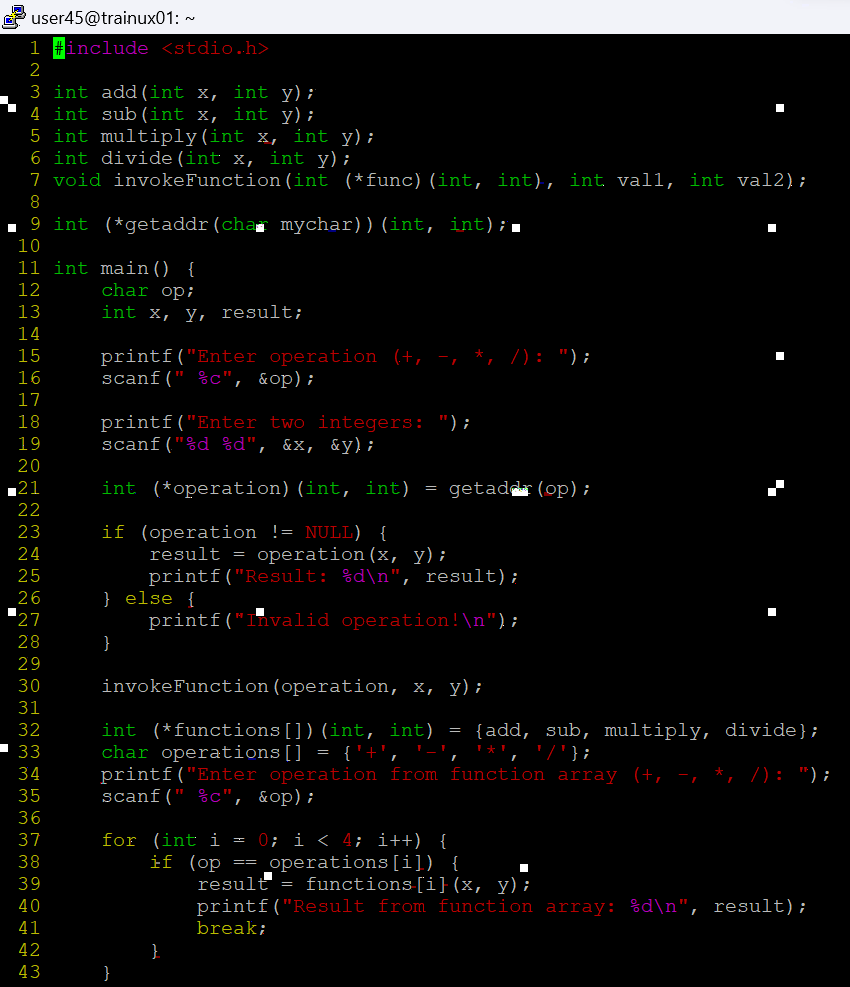 user45@trainux01: ~
1 #include <stdio.h>
2
3 int add(int x, int y);
4 int sub(int x, int y);
5 int multiply(int x, int y);
6 int divide(int x, int y);
7 void invokeFunction(int (*func)(int, int), int val1, int val2);
8
9 int (*getaddr(char mychar))(int, int);
10
11 int main() {
12     char op;
13     int x, y, result;
14
15     printf("Enter operation (+, -, *, /): ");
16     scanf(" %c", &op);
17
18     printf("Enter two integers: ");
19     scanf("%d %d", &x, &y);
20
21     int (*operation)(int, int) = getaddr(op);
22
23     if (operation != NULL) {
24         result = operation(x, y);
25         printf("Result: %d\n", result);
26     } else {
27         printf("Invalid operation!\n");
28     }
29
30     invokeFunction(operation, x, y);
31
32     int (*functions[])(int, int) = {add, sub, multiply, divide};
33     char operations[] = {'+', '-', '*', '/'};
34     printf("Enter operation from function array (+, -, *, /): ");
35     scanf(" %c", &op);
36
37     for (int i = 0; i < 4; i++) {
38         if (op == operations[i]) {
39             result = functions[i](x, y);
40             printf("Result from function array: %d\n", result);
41             break;
42         }
43     }